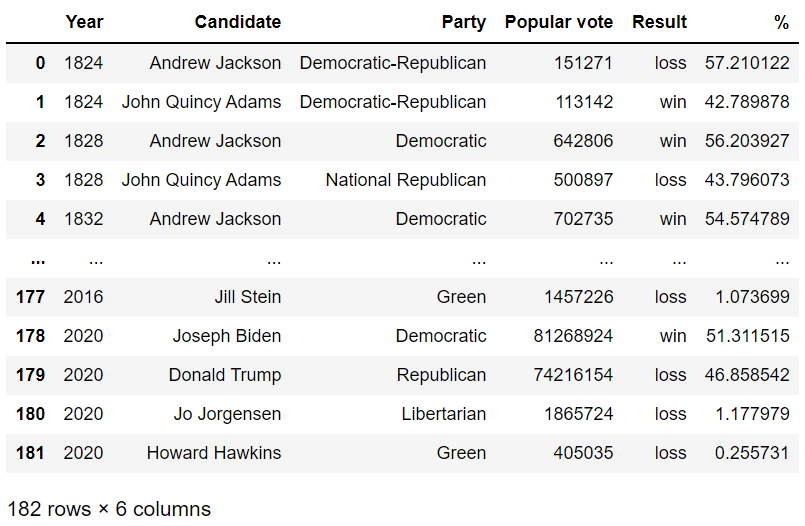 Year Candidate Party Popular vote Result %
0 1824 Andrew Jackson Democratic-Republican 151271 loss 57.210122
1 1824 John Quincy Adams Democratic-Republican 113142 win 42.789878
2 1828 Andrew Jackson Democratic 642806 win 56.203927
3 1828 John Quincy Adams National Republican 500897 loss 43.796073
4 1832 Andrew Jackson Democratic 702735 win 54.574789
... ... ... ... ... ... ...
177 2016 Jill Stein Green 1457226 loss 1.073699
178 2020 Joseph Biden Democratic 81268924 win 51.311515
179 2020 Donald Trump Republican 74216154 loss 46.858542
180 2020 Jo Jorgensen Libertarian 1865724 loss 1.177979
181 2020 Howard Hawkins Green 405035 loss 0.255731
182 rows × 6 columns